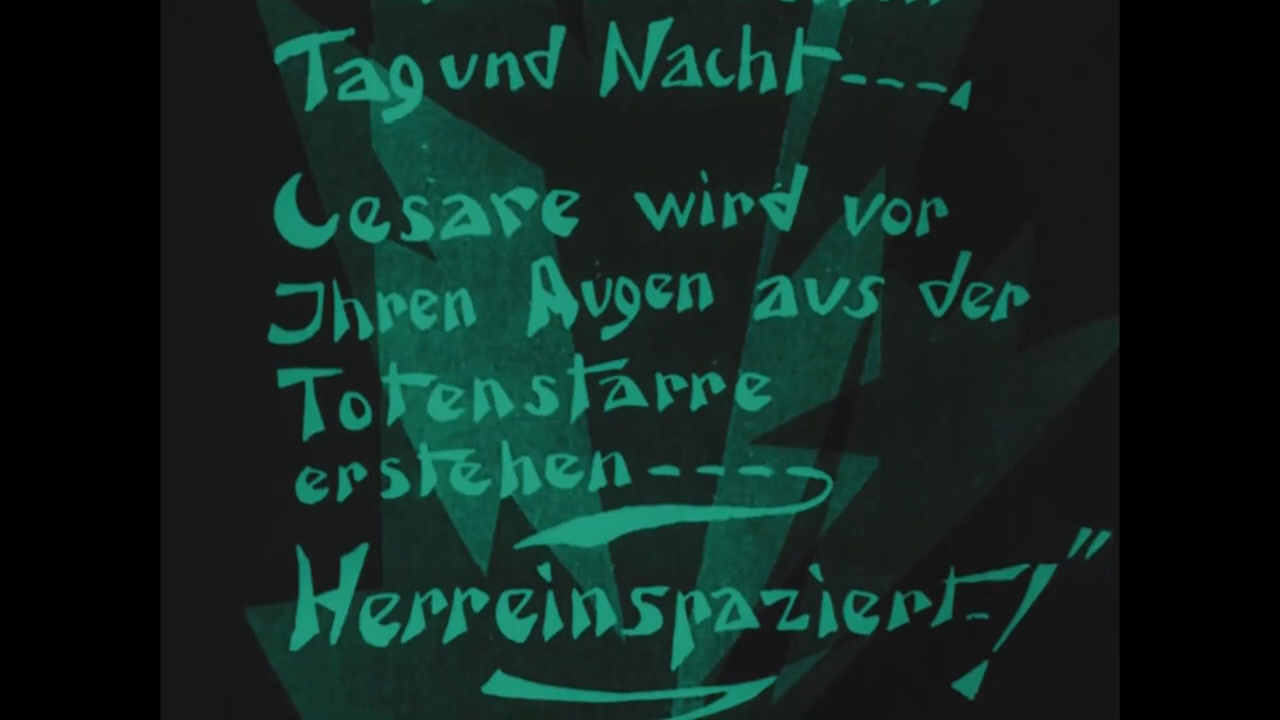 Tag und Nacht----,
Cesare wird vor
Ihren Augen aus der
Totenstarre
erstehen----
Herreinspaziert-!"